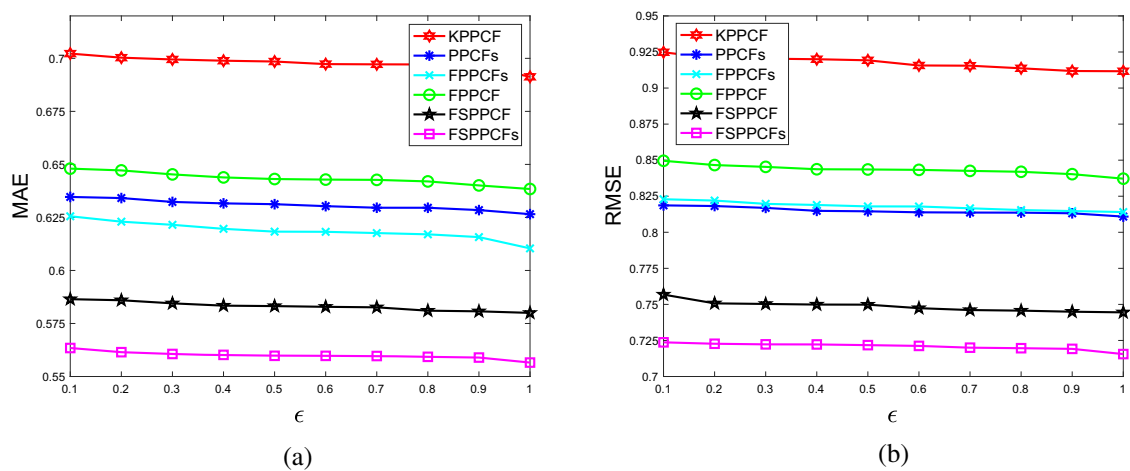 MAE
0.7
0.675
0.65
0.625
0.6
0.575
0.55
0.1 0.2 0.3 0.4 0.5 0.6 0.7 0.8 0.9 1
ϵ
KPPCF
PPCFs
FPPCFs
FPPCF
FSPPCF
FSPPCFs
(a)
RMSE
0.95
0.925
0.9
0.875
0.85
0.825
0.8
0.775
0.75
0.725
0.7
0.1 0.2 0.3 0.4 0.5 0.6 0.7 0.8 0.9 1
ϵ
KPPCF
PPCFs
FPPCFs
FPPCF
FSPPCF
FSPPCFs
(b)